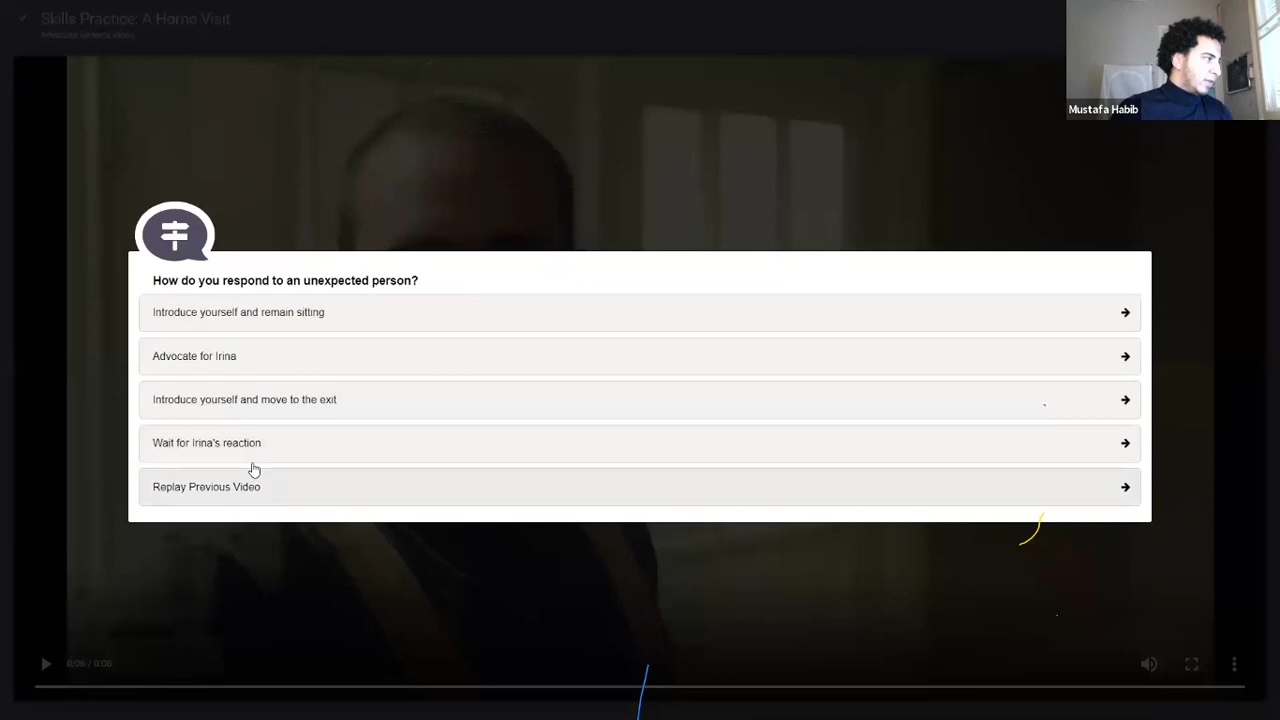 Skills Practice: A Home Visit
Mustafa Habib
How do you respond to an unexpected person?
Introduce yourself and remain sitting
Advocate for Irina
Introduce yourself and move to the exit
Wait for Irina's reaction
Replay Previous Video